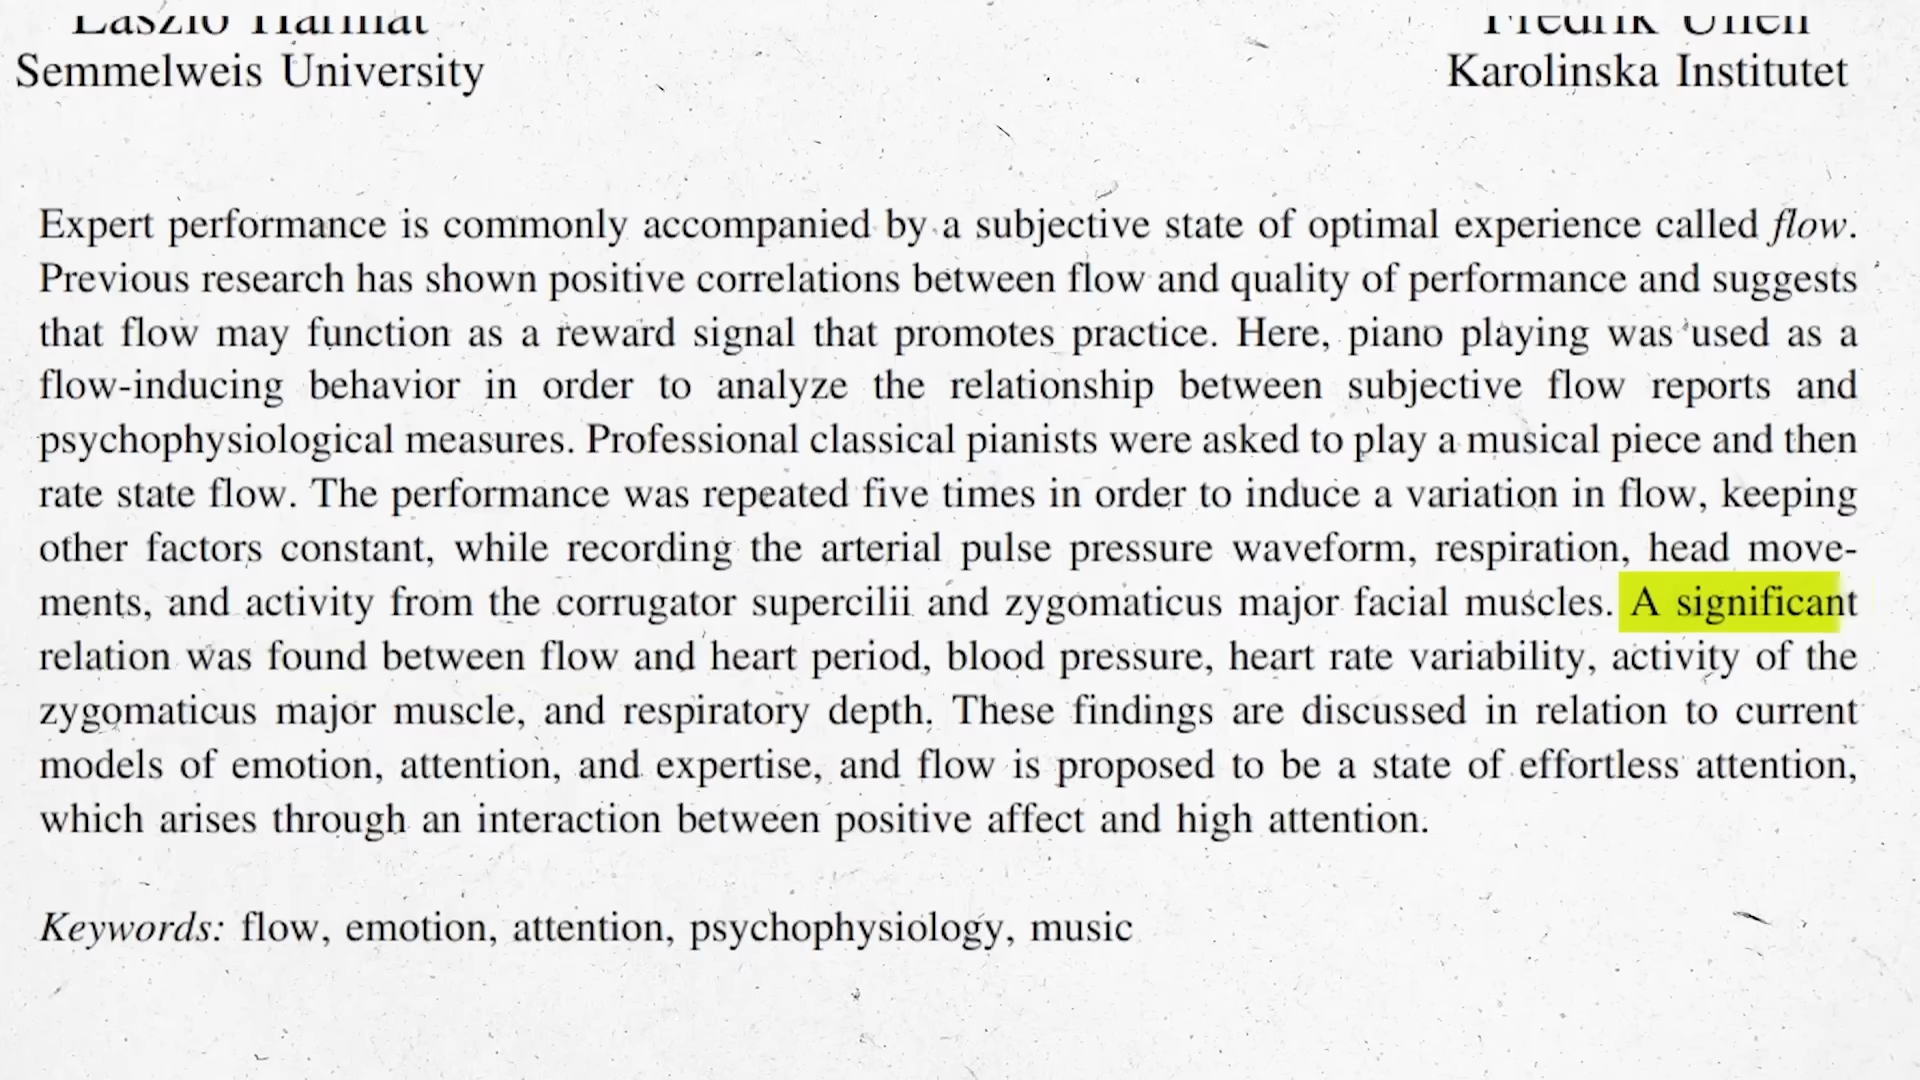 Semmelweis University
Karolinska Institutet
Expert performance is commonly accompanied by a subjective state of optimal experience called flow.
Previous research has shown positive correlations between flow and quality of performance and suggests
that flow may function as a reward signal that promotes practice. Here, piano playing was used as a
flow-inducing behavior in order to analyze the relationship between subjective flow reports and
psychophysiological measures. Professional classical pianists were asked to play a musical piece and then
rate state flow. The performance was repeated five times in order to induce a variation in flow, keeping
other factors constant, while recording the arterial pulse pressure waveform, respiration, head move-
ments, and activity from the corrugator supercilii and zygomaticus major facial muscles. A significant
relation was found between flow and heart period, blood pressure, heart rate variability, activity of the
zygomaticus major muscle, and respiratory depth. These findings are discussed in relation to current
models of emotion, attention, and expertise, and flow is proposed to be a state of effortless attention,
which arises through an interaction between positive affect and high attention.
Keywords: flow, emotion, attention, psychophysiology, music